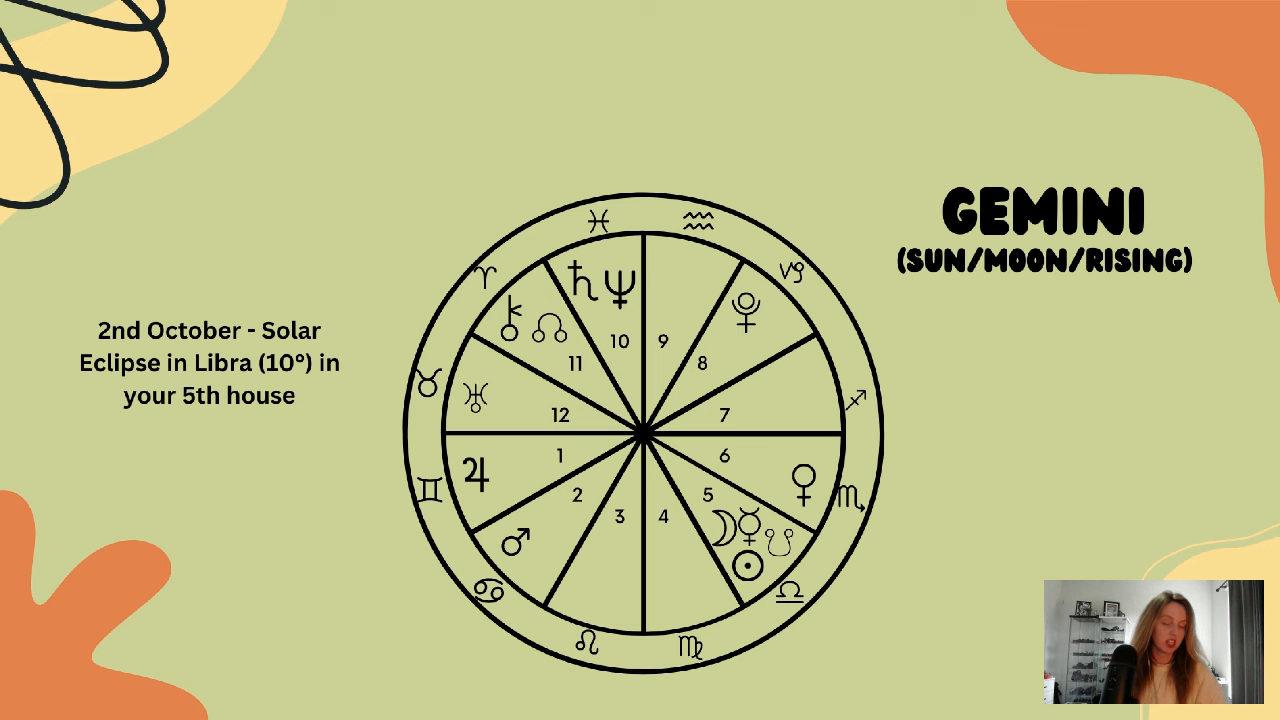 GEMINI
(SUN/MOON/RISING)
2nd October - Solar
Eclipse in Libra (10°) in
your 5th house
♓ ♒
♈ ♑
♄ ♆ ♇
⚷ ☊ 10 9
11 8
♉ ♅ 12 7 ♐
1 6
♊ ♃ 2 5 ♀ ♏
3 4 ☽ ☿ ☋
♂ ☉
♋ ♎
♌ ♍